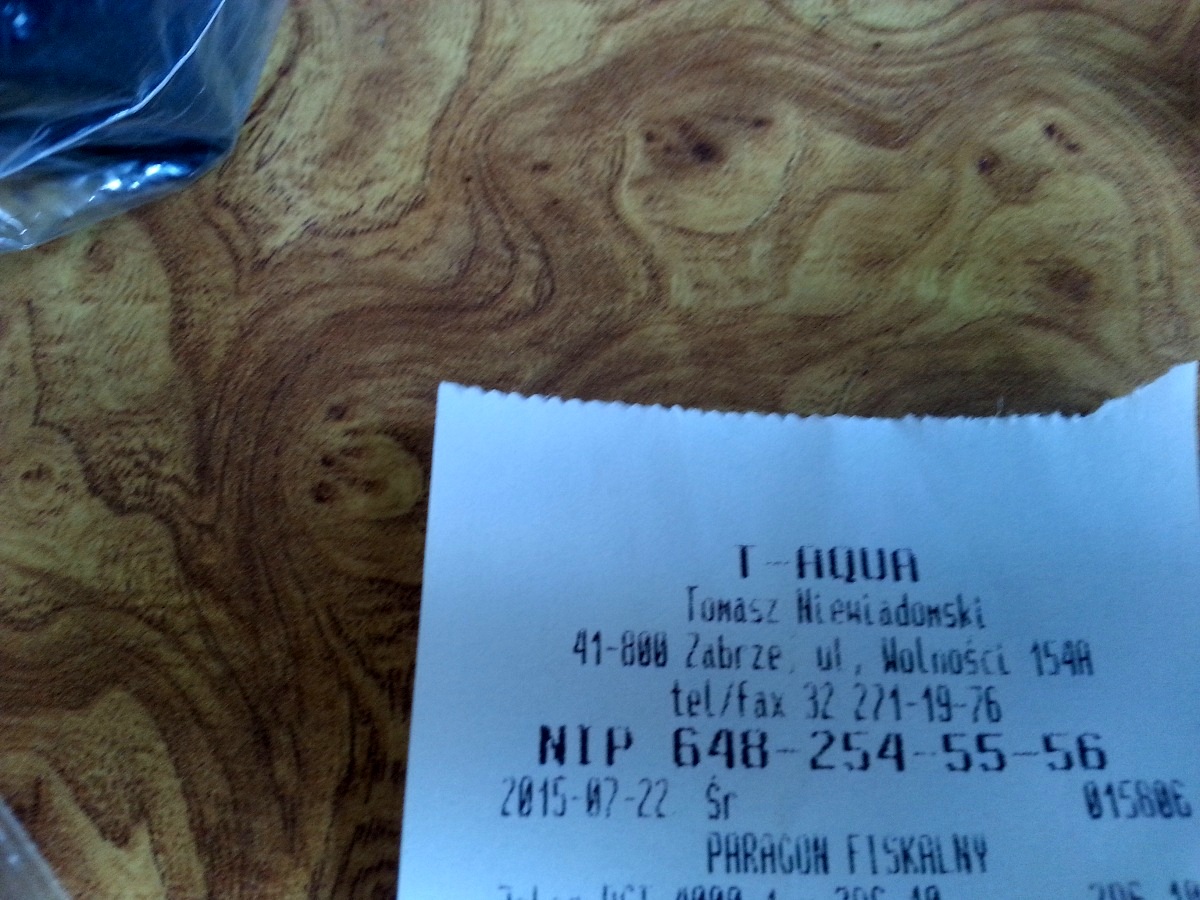 T-AQUA
Tomasz Niewiadomski
41-800 Zabrze, ul. Wolności 154A
tel/fax 32 271-19-76
NIP 648-254-55-56
2015-07-22 Śr 015806
PARAGON FISKALNY